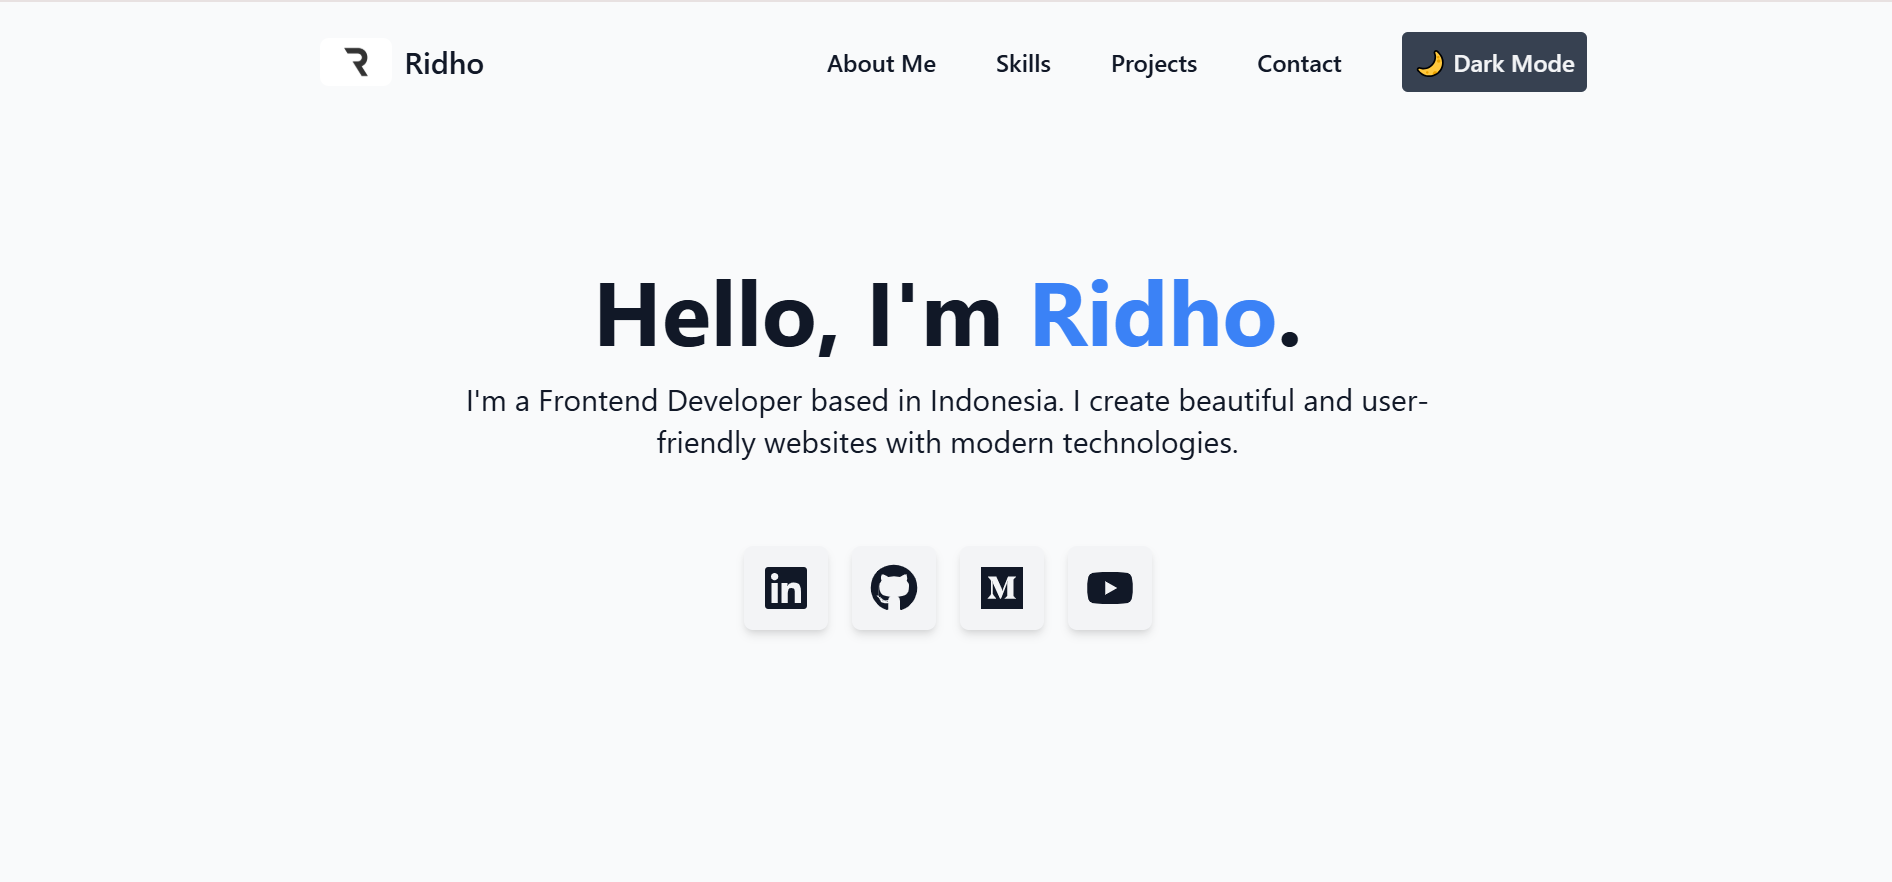 Ridho
About Me
Skills
Projects
Contact
🌙 Dark Mode
Hello, I'm Ridho.
I'm a Frontend Developer based in Indonesia. I create beautiful and user-
friendly websites with modern technologies.